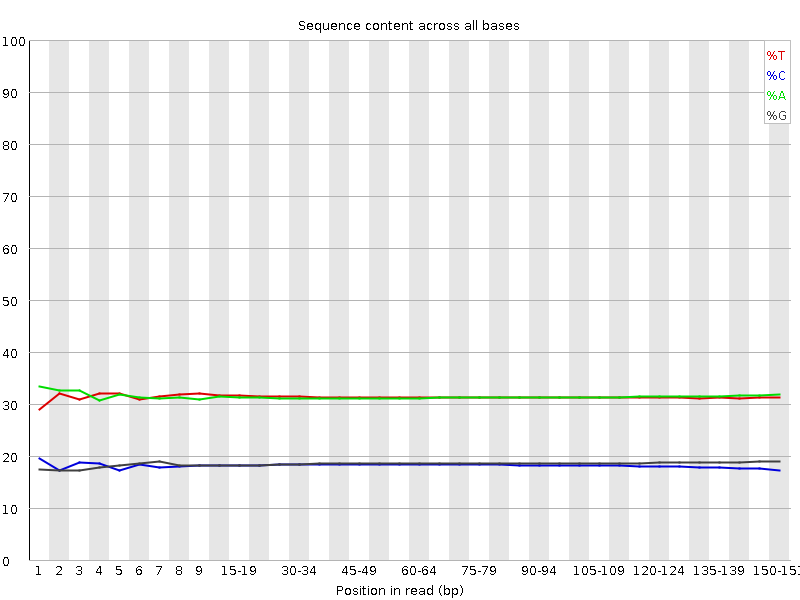 Sequence content across all bases
100
90
80
70
60
50
40
30
20
10
0
%T
%C
%A
%G
1 2 3 4 5 6 7 8 9 15-19 30-34 45-49 60-64 75-79 90-94 105-109 120-124 135-139 150-151
Position in read (bp)